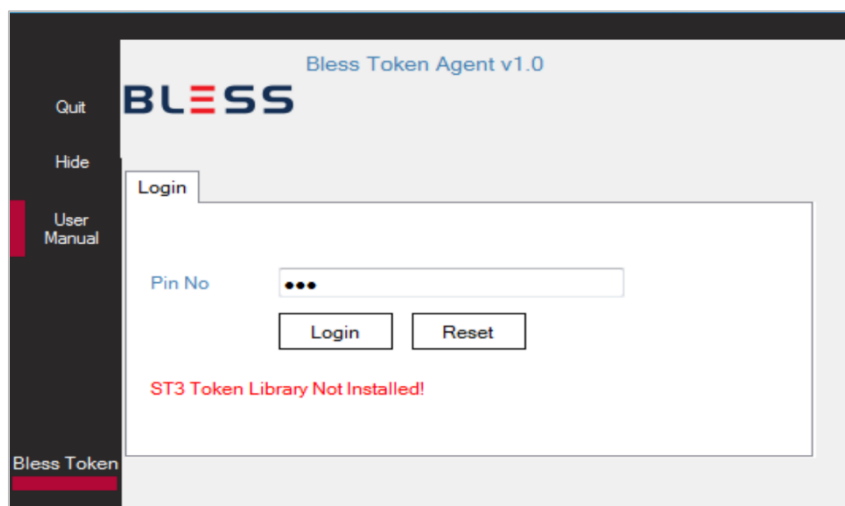 Bless Token Agent v1.0
BLESS
Quit
Hide
User
Manual
Bless Token
Login
Pin No
•••
Login
Reset
ST3 Token Library Not Installed!